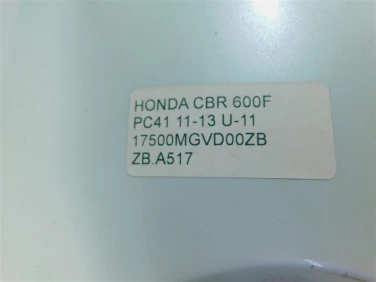 HONDA CBR 600F
PC41 11-13 U-11
17500MGVD00ZB
ZB.A517